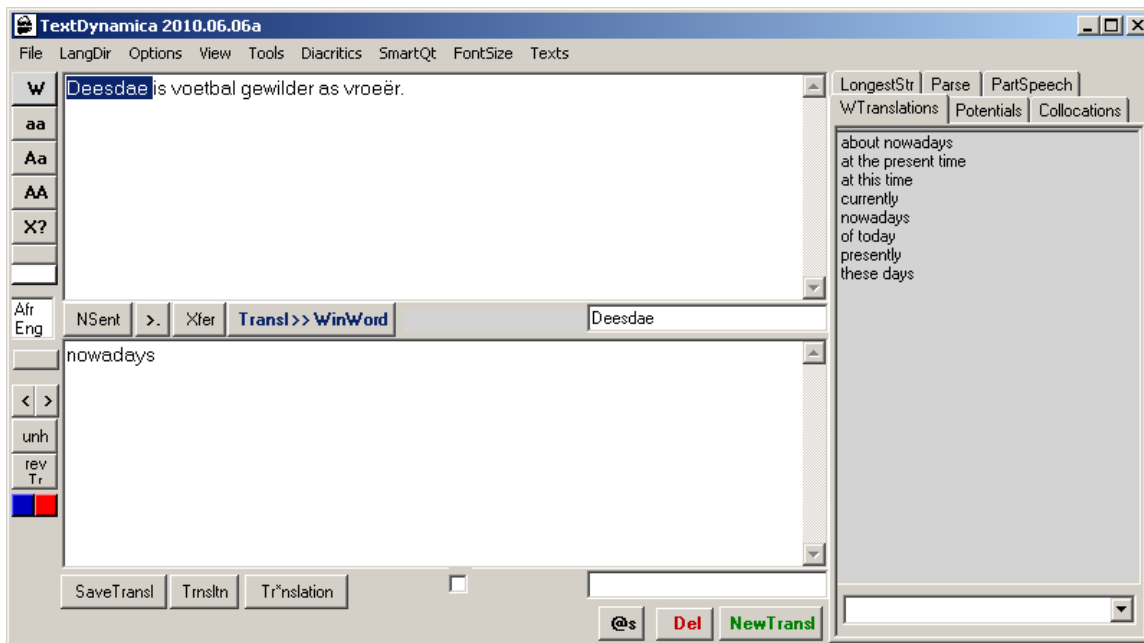 TextDynamica 2010.06.06a
File LangDir Options View Tools Diacritics SmartQt FontSize Texts
W
aa
Aa
AA
X?
Afr
Eng
< >
unh
rev
Tr
Deesdae is voetbal gewilder as vroeër.
NSent >. Xfer Transl>>WinWord Deesdae
nowadays
SaveTransl Trnsltn Tr*nslation
@s Del NewTransl
LongestStr Parse PartSpeech
WTranslations Potentials Collocations
about nowadays
at the present time
at this time
currently
nowadays
of today
presently
these days